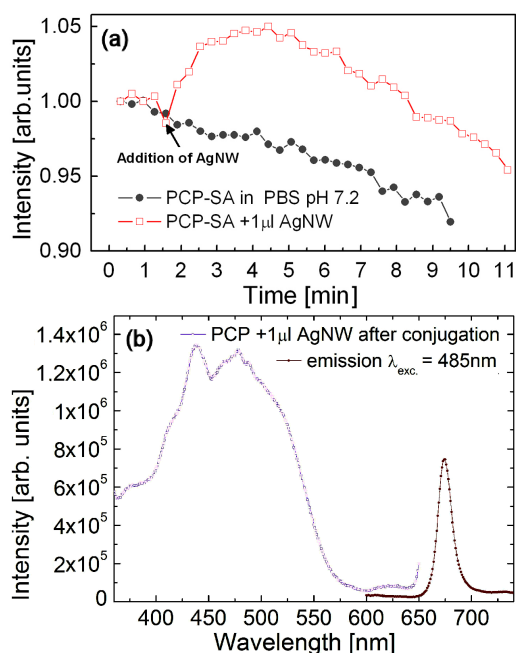 (a)
1.05
1.00
0.95
0.90
Intensity [arb.units]
Addition of AgNW
PCP-SA in PBS pH 7.2
PCP-SA +1μl AgNW
0 1 2 3 4 5 6 7 8 9 10 11
Time [min]
(b)
1.4x10⁶
1.2x10⁶
1x10⁶
8x10⁵
6x10⁵
4x10⁵
2x10⁵
Intensity [arb. units]
PCP +1μl AgNW after conjugation
emission λexc. = 485nm
400 450 500 550 600 650 700
Wavelength [nm]